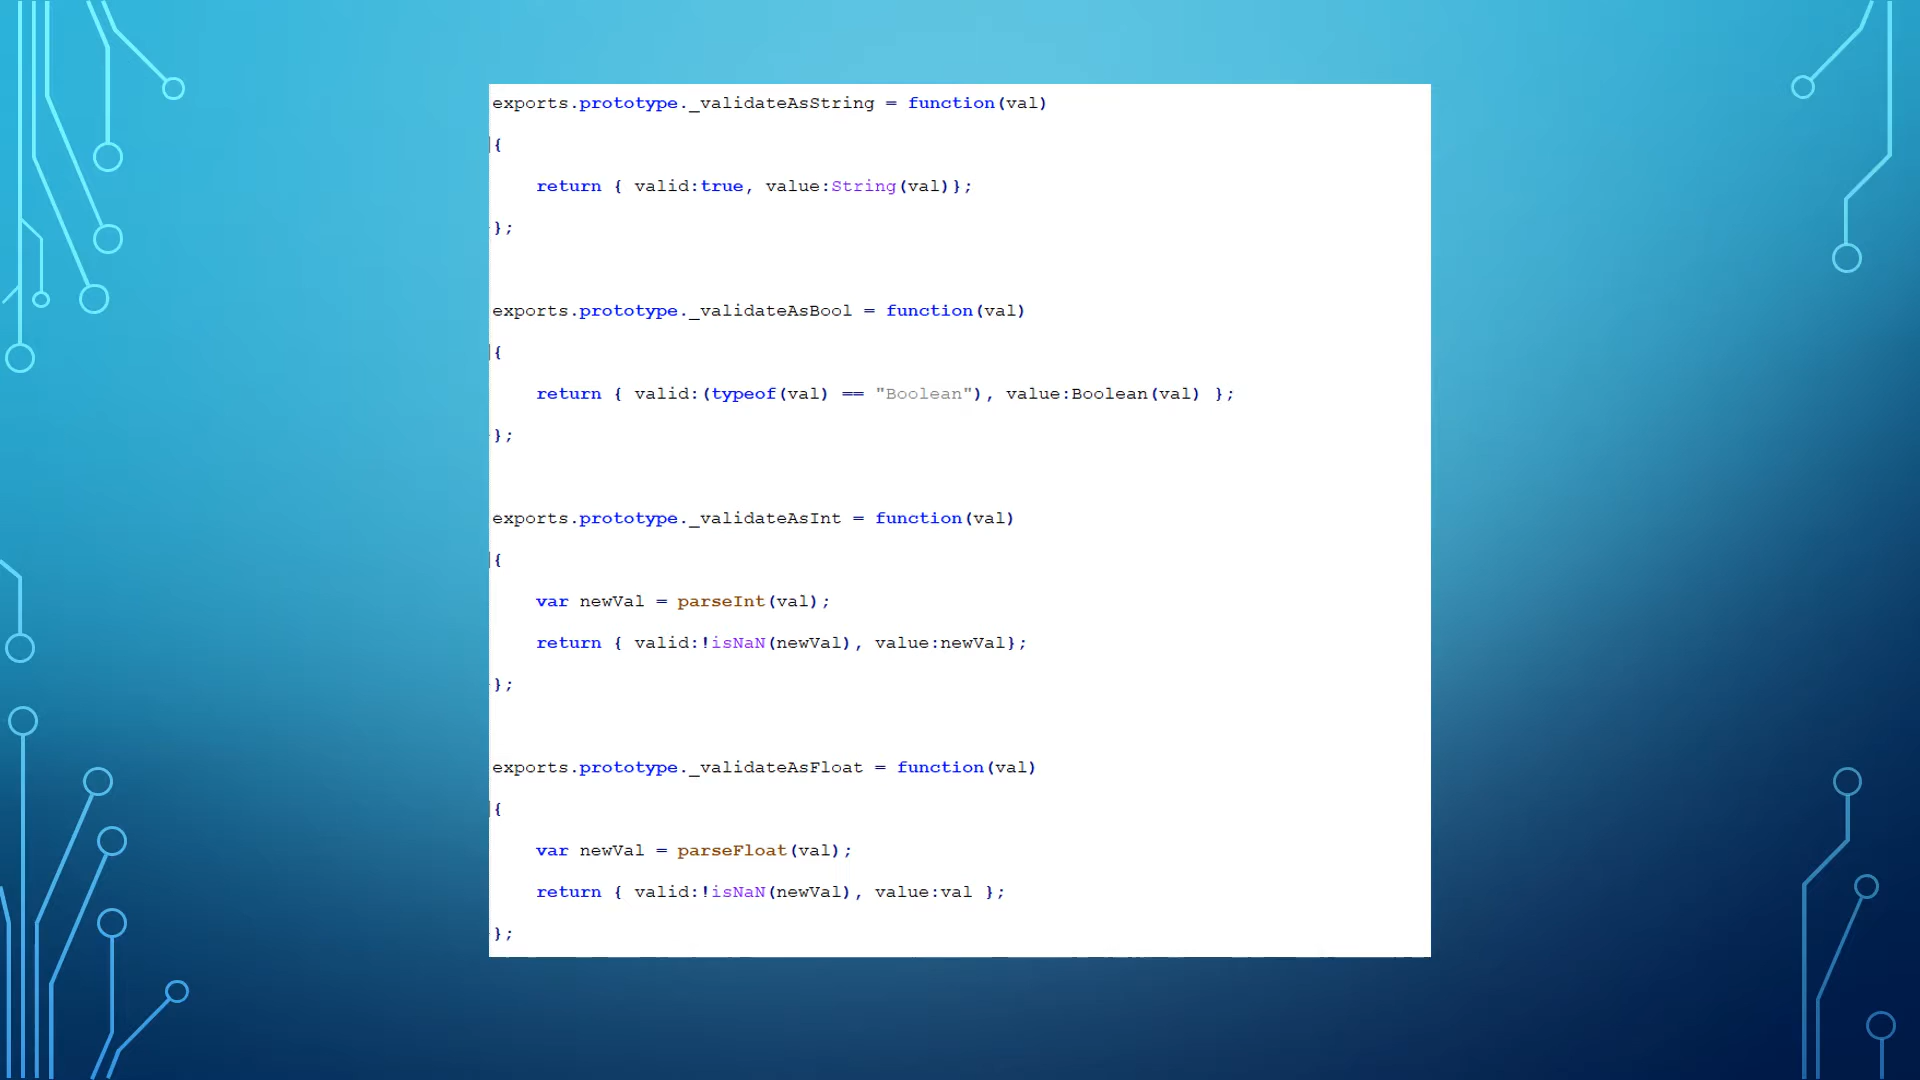 exports.prototype._validateAsString = function(val)
{
return { valid:true, value:String(val)};
};
exports.prototype._validateAsBool = function(val)
{
return { valid:(typeof(val) == "Boolean"), value:Boolean(val) };
};
exports.prototype._validateAsInt = function(val)
{
var newVal = parseInt(val);
return { valid:!isNaN(newVal), value:newVal};
};
exports.prototype._validateAsFloat = function(val)
{
var newVal = parseFloat(val);
return { valid:!isNaN(newVal), value:val };
};